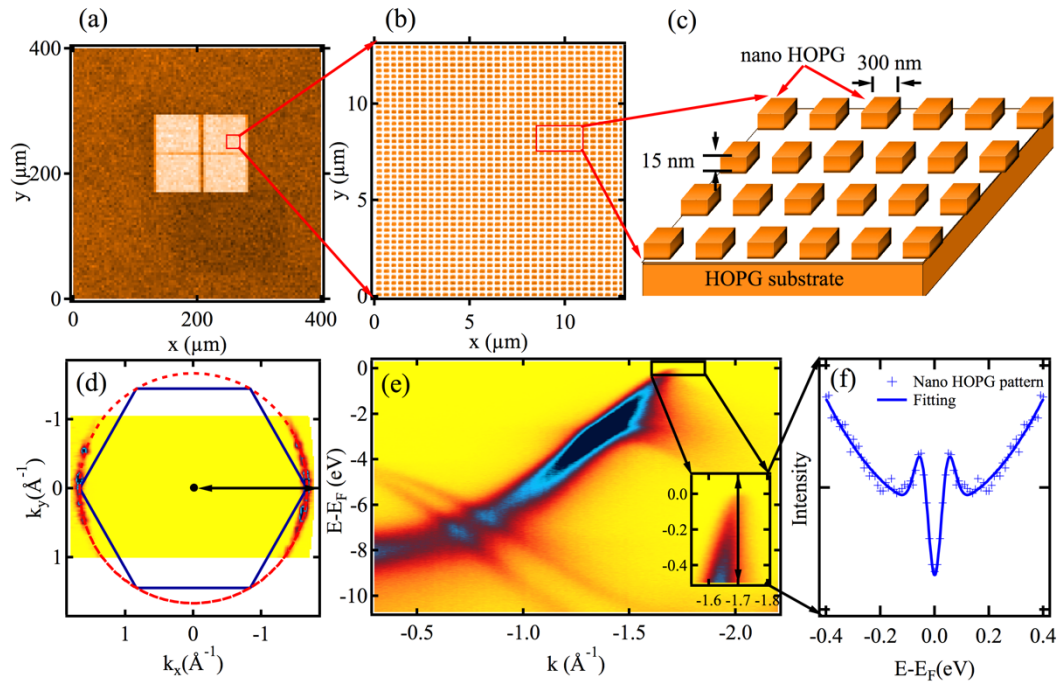 (a)
400
200
0
y (µm)
0
200
400
x (µm)
(b)
10
5
0
y (µm)
0
5
10
x (µm)
(c)
nano HOPG
300 nm
15 nm
HOPG substrate
(d)
-1
0
1
k_y(Å⁻¹)
1
0
-1
k_x(Å⁻¹)
(e)
0
-2
-4
-6
-8
-10
E-E_F (eV)
-0.5
-1.0
-1.5
-2.0
k (Å⁻¹)
0.0
-0.2
-0.4
-1.6
-1.7
-1.8
(f)
Nano HOPG pattern
Fitting
Intensity
-0.4
-0.2
0.0
0.2
0.4
E-E_F(eV)